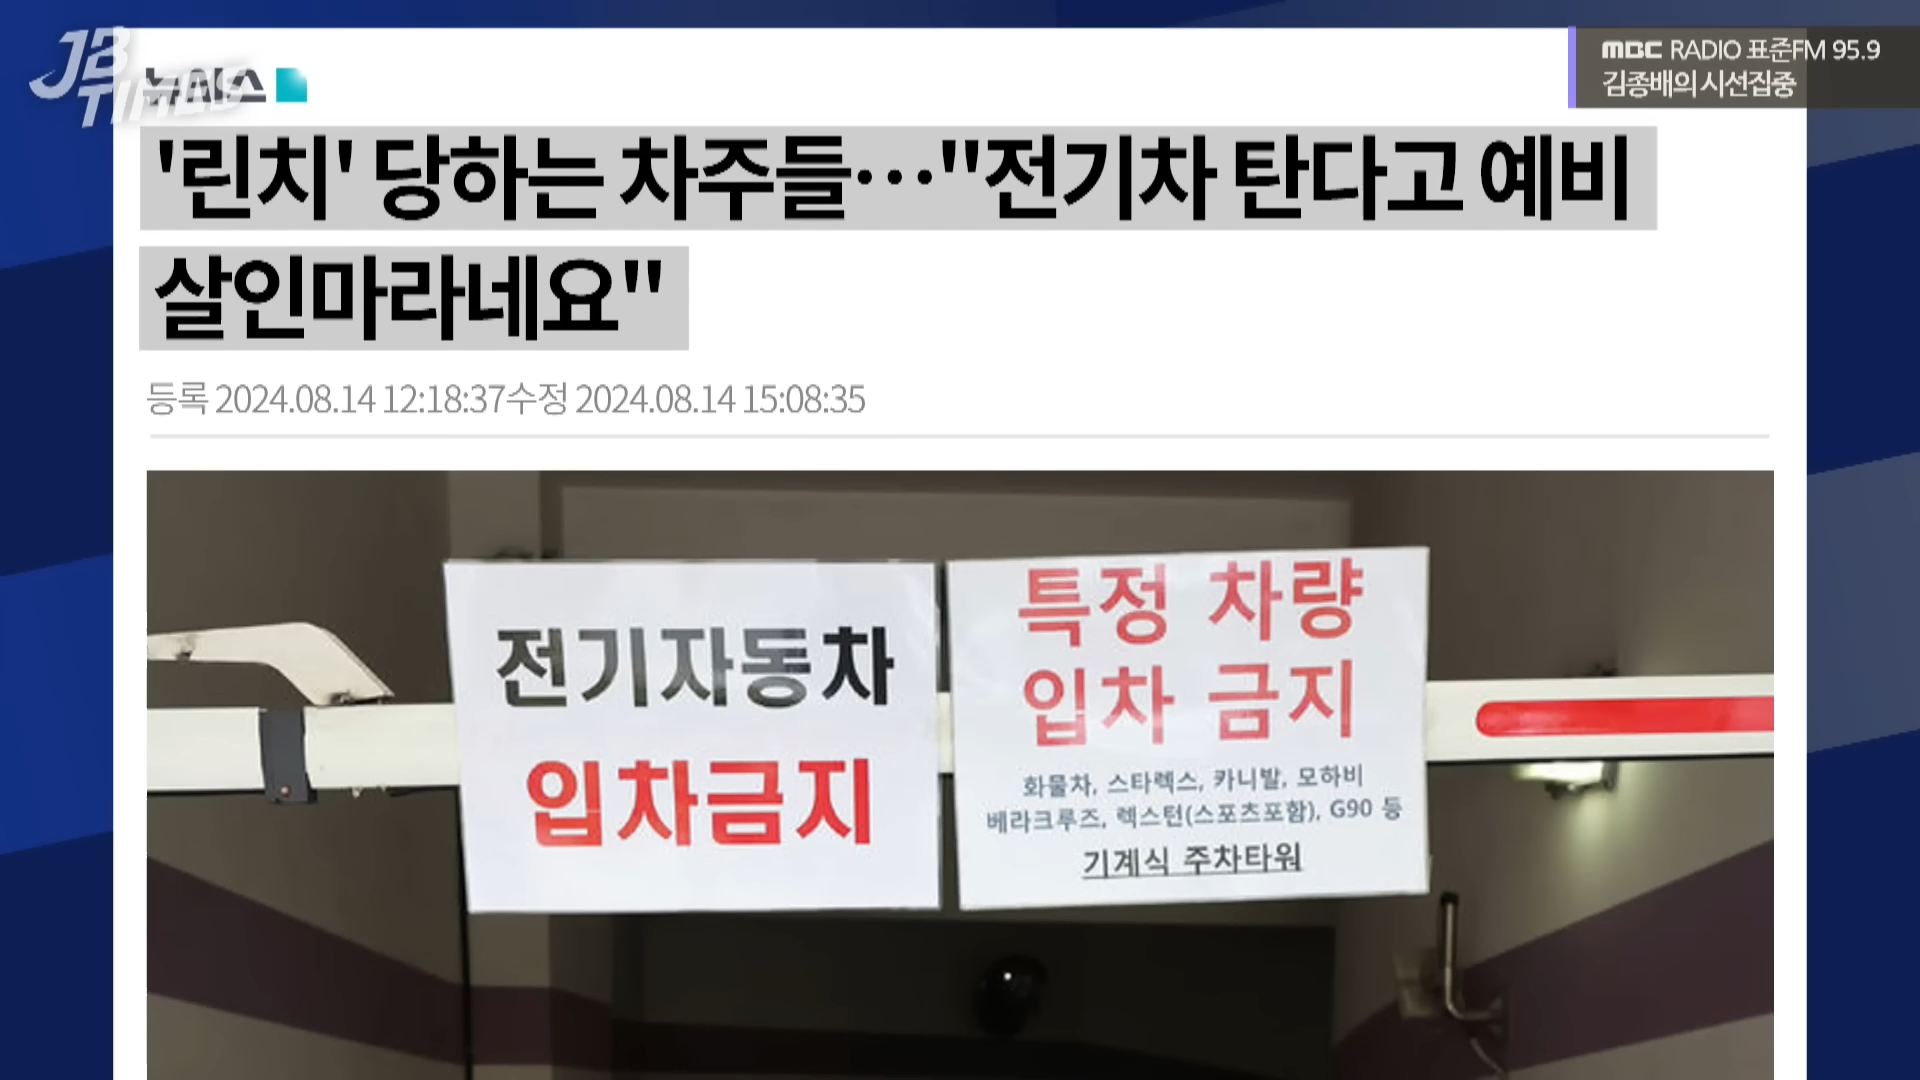 JB
TIMES
뉴시스
MBC RADIO 표준FM 95.9
김종배의 시선집중
'린치' 당하는 차주들…"전기차 탄다고 예비
살인마라네요"
등록 2024.08.14 12:18:37수정 2024.08.14 15:08:35
전기자동차
입차금지
특정 차량
입차 금지
화물차, 스타렉스, 카니발, 모하비
베라크루즈, 렉스턴(스포츠포함), G90 등
기계식 주차타워